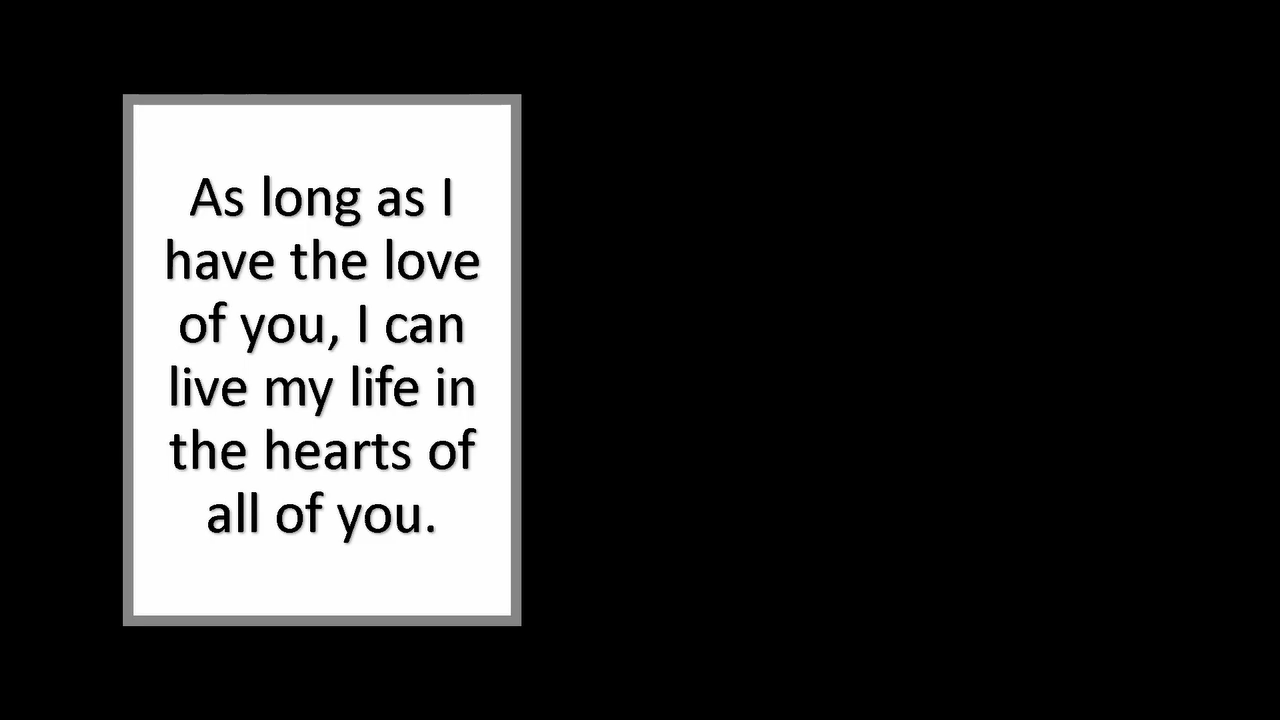 As long as I
have the love
of you, I can
live my life in
the hearts of
all of you.